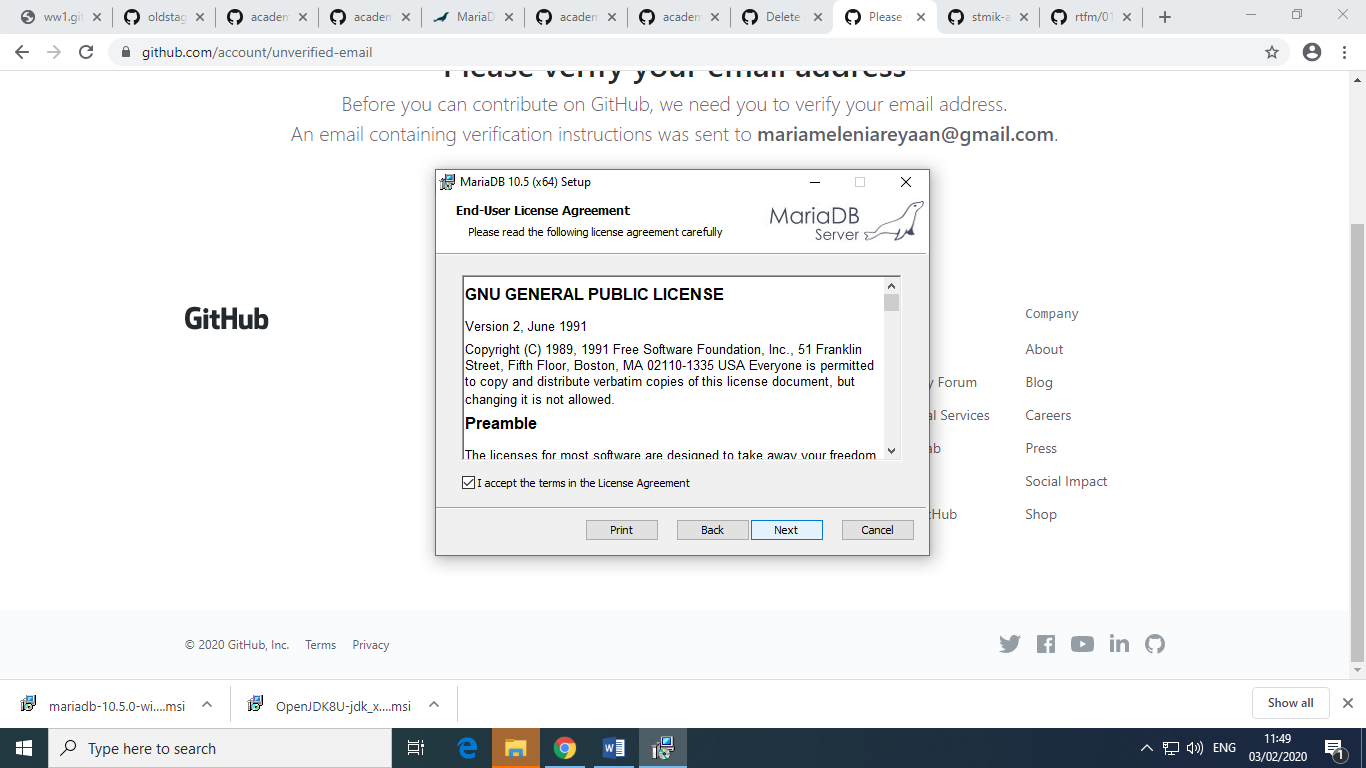 ww1.git
oldstag
academ
academ
MariaD
academ
academ
Delete
Please
stmik-a
rtfm/01
github.com/account/unverified-email
Please verify your email address
Before you can contribute on GitHub, we need you to verify your email address.
An email containing verification instructions was sent to mariameleniareyaan@gmail.com.
MariaDB 10.5 (x64) Setup
End-User License Agreement
Please read the following license agreement carefully
MariaDB
Server
GNU GENERAL PUBLIC LICENSE
Version 2, June 1991
Copyright (C) 1989, 1991 Free Software Foundation, Inc., 51 Franklin
Street, Fifth Floor, Boston, MA 02110-1335 USA Everyone is permitted
to copy and distribute verbatim copies of this license document, but
changing it is not allowed.
Preamble
The licenses for most software are designed to take away your freedom
I accept the terms in the License Agreement
Print
Back
Next
Cancel
GitHub
y Forum
al Services
ab
tHub
Company
About
Blog
Careers
Press
Social Impact
Shop
© 2020 GitHub, Inc.
Terms
Privacy
mariadb-10.5.0-wi....msi
OpenJDK8U-jdk_x....msi
Show all
Type here to search
ENG
11:49
03/02/2020
1